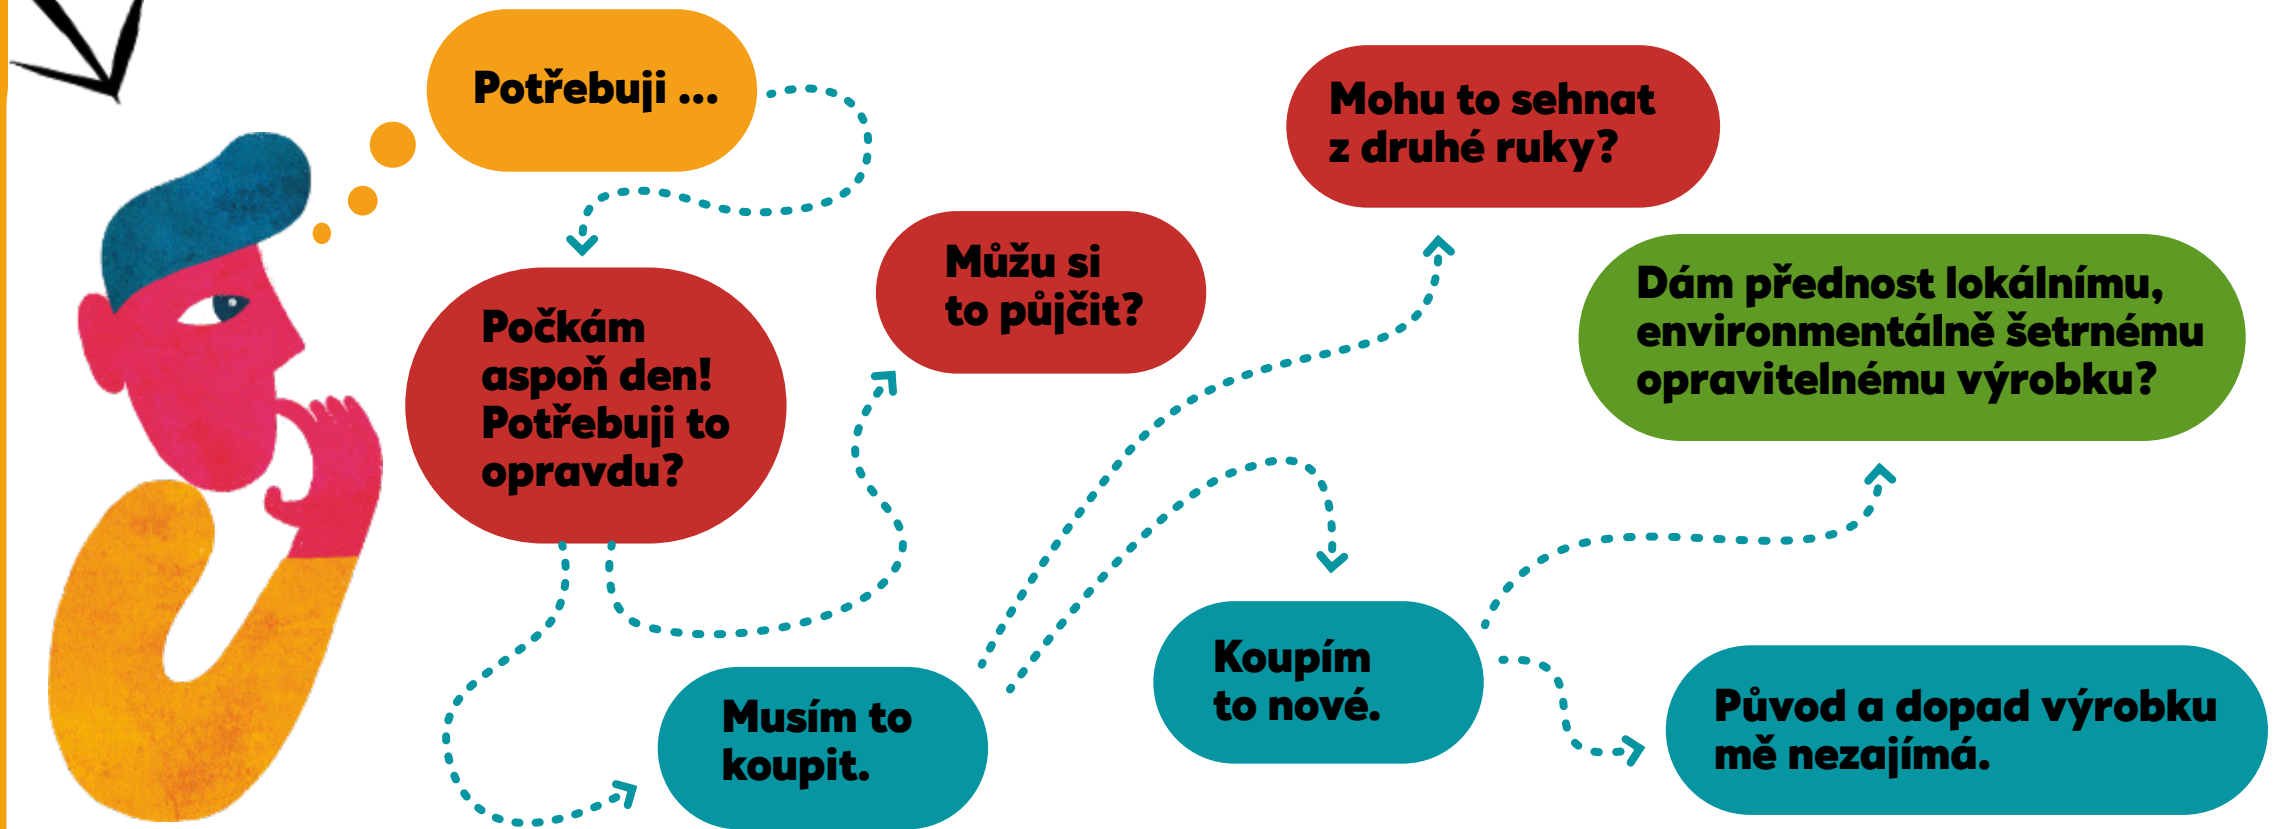 Potřebuji ...
Počkám
aspoň den!
Potřebuji to
opravdu?
Můžu si
to půjčit?
Musím to
koupit.
Mohu to sehnat
z druhé ruky?
Koupím
to nové.
Dám přednost lokálnímu,
environmentálně šetrnému
opravitelnému výrobku?
Původ a dopad výrobku
mě nezajímá.